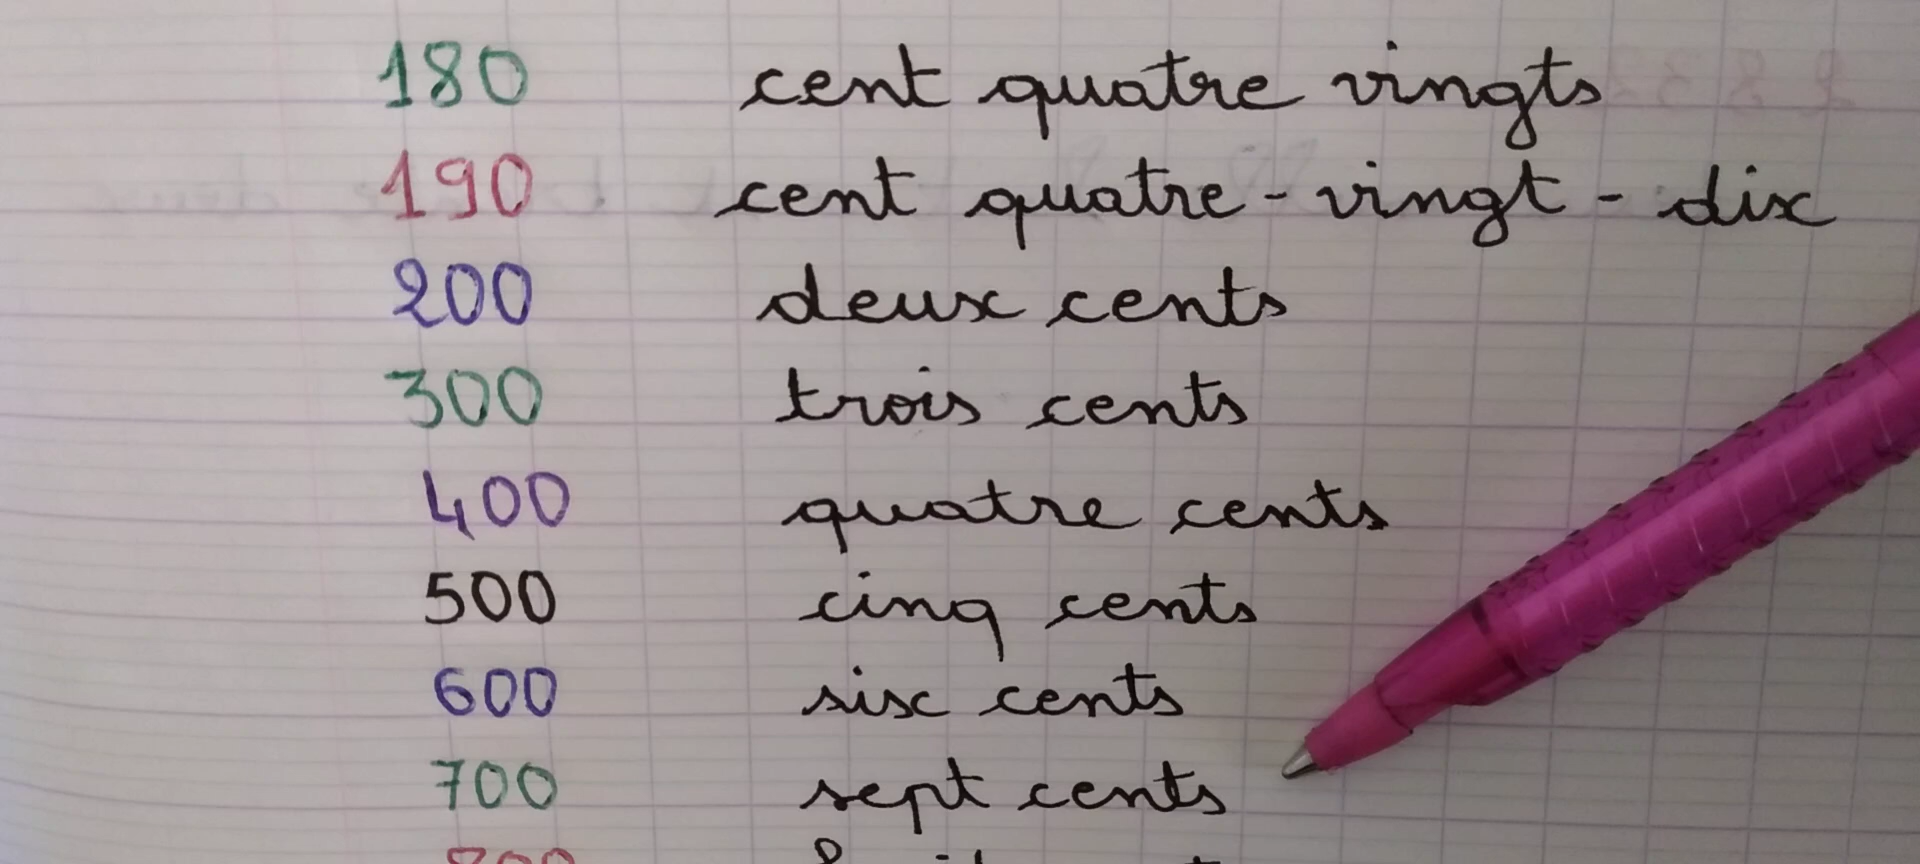 180 cent quatre vingts
190 cent quatre-vingt-dix
200 deux cents
300 trois cents
400 quatre cents
500 cinq cents
600 six cents
700 sept cents